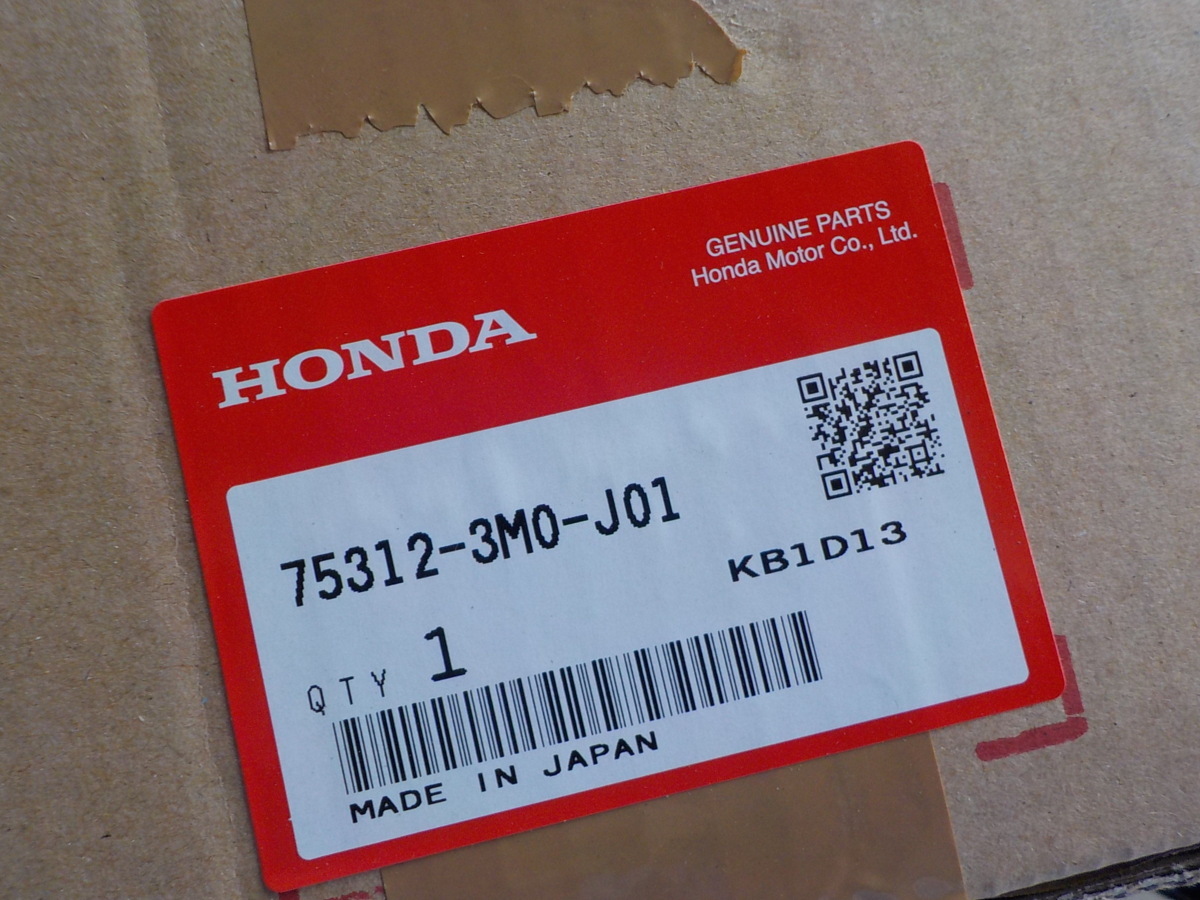 GENUINE PARTS
Honda Motor Co., Ltd.
HONDA
75312-3M0-J01
KB1D13
QTY 1
MADE IN JAPAN